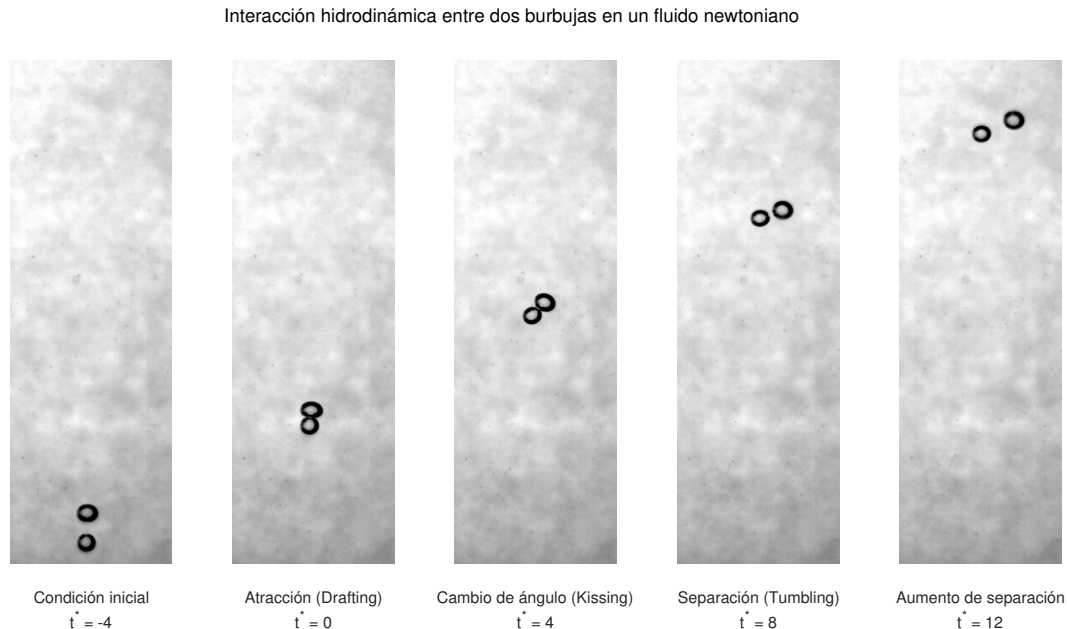 Interacción hidrodinámica entre dos burbujas en un fluido newtoniano
Condición inicial
t* = -4
Atracción (Drafting)
t* = 0
Cambio de ángulo (Kissing)
t* = 4
Separación (Tumbling)
t* = 8
Aumento de separación
t* = 12